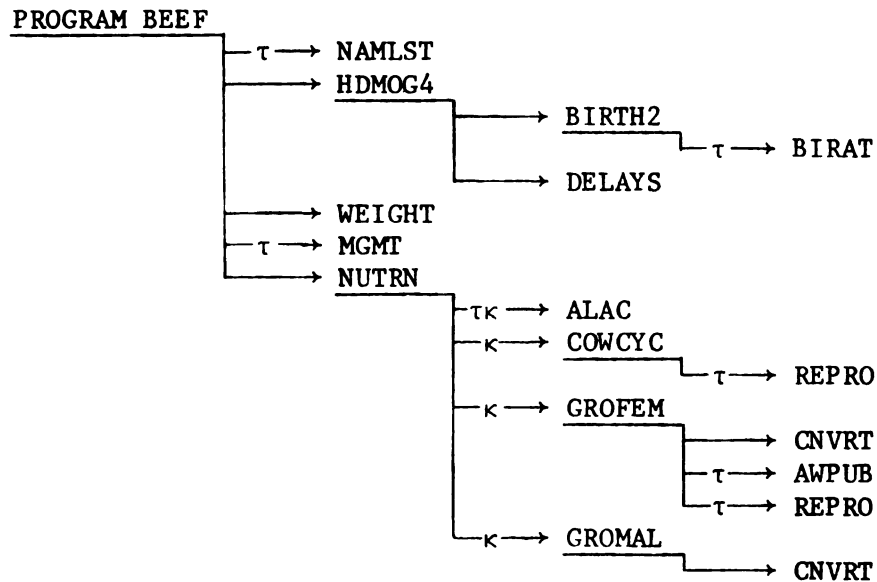 PROGRAM BEEF
τ NAMLST
HDMOG4
BIRTH2
τ BIRAT
DELAYS
WEIGHT
τ MGMT
NUTRN
τκ ALAC
κ COWCYC
τ REPRO
κ GROFEM
CNVRT
τ AWPUB
τ REPRO
κ GROMAL
CNVRT